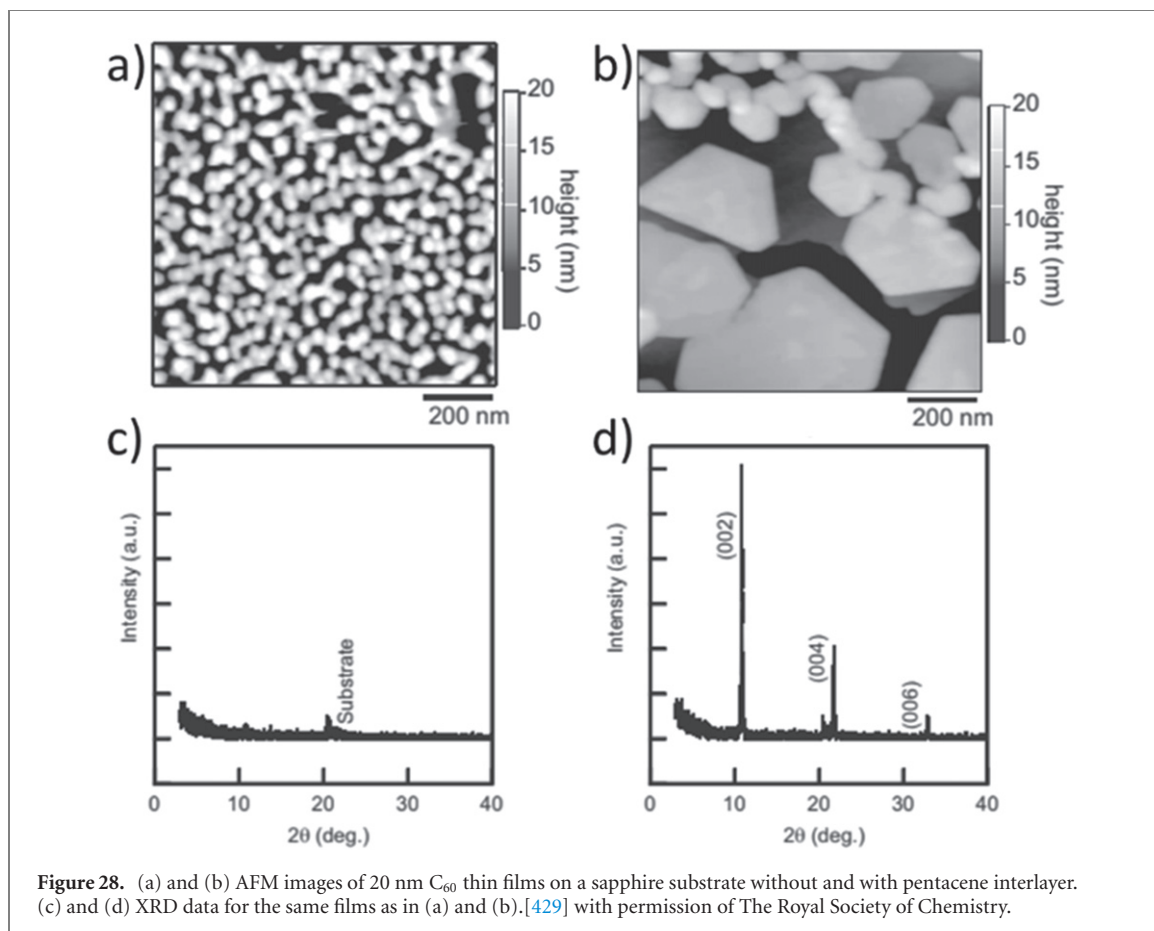 a)
20
15
10
5
0
height (nm)
200 nm
b)
20
15
10
5
0
height (nm)
200 nm
c)
Intensity (a.u.)
Substrate
0 10 20 30 40
2θ (deg.)
d)
Intensity (a.u.)
(002)
(004)
(006)
0 10 20 30 40
2θ (deg.)
Figure 28. (a) and (b) AFM images of 20 nm C₆₀ thin films on a sapphire substrate without and with pentacene interlayer.
(c) and (d) XRD data for the same films as in (a) and (b).[429] with permission of The Royal Society of Chemistry.